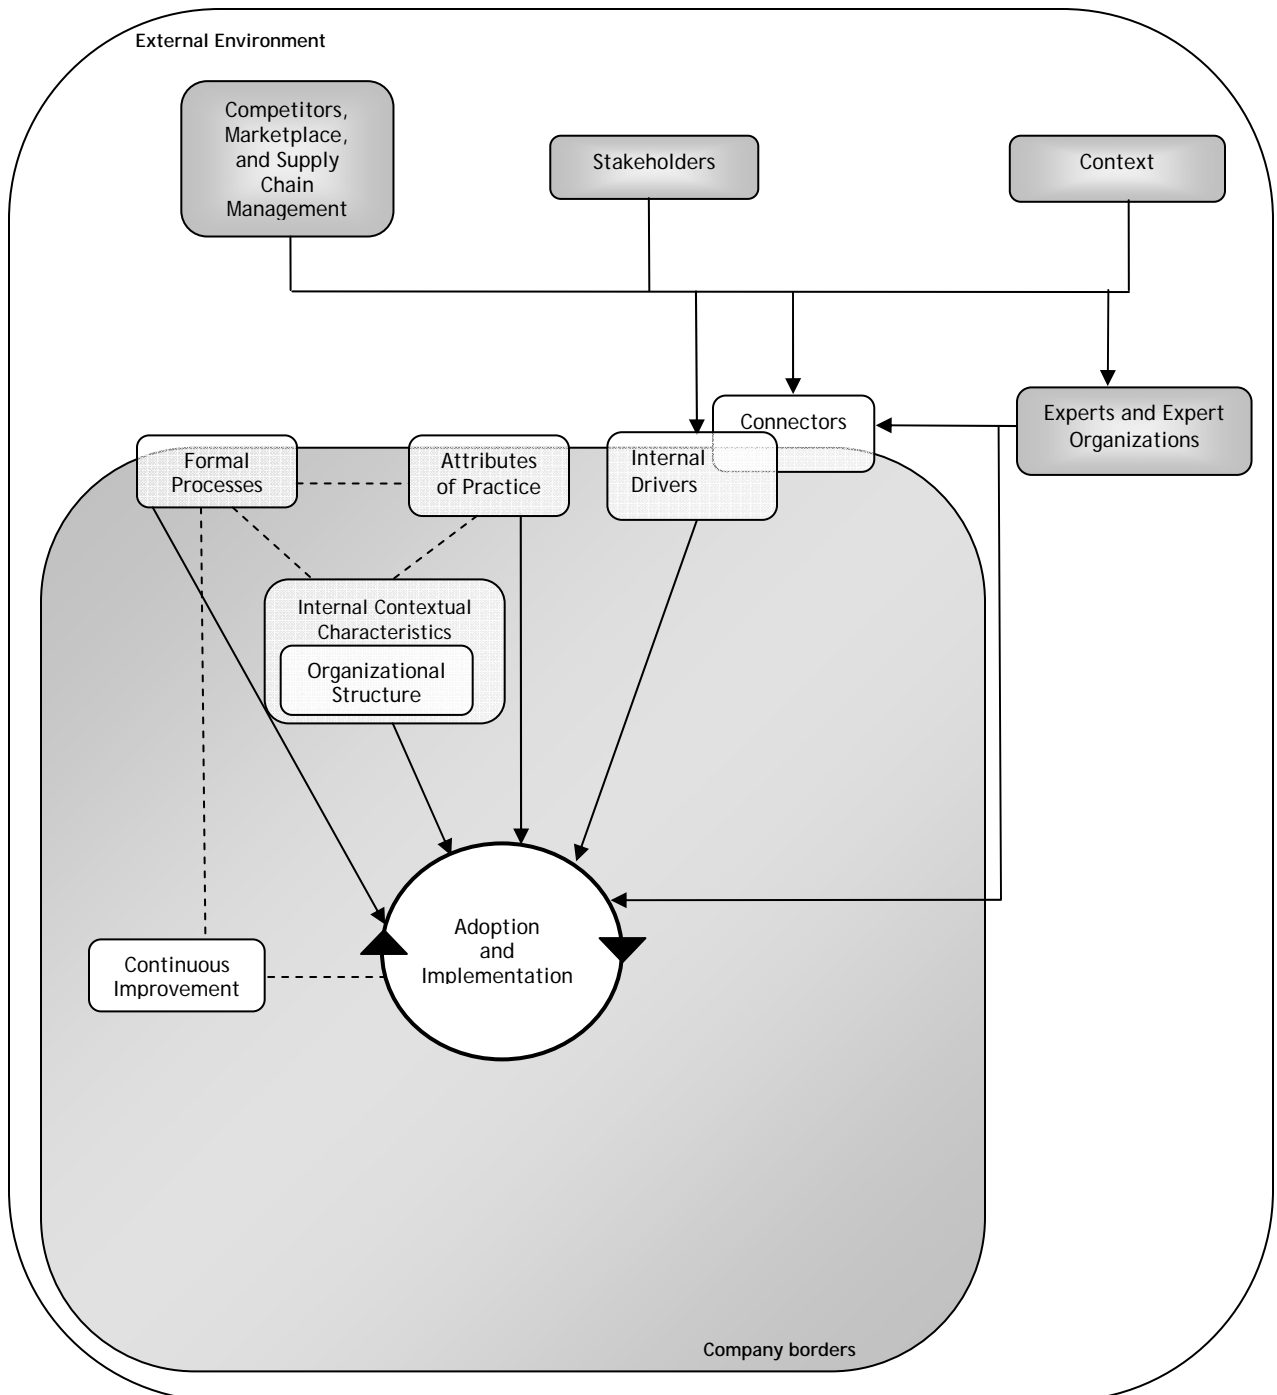 External Environment
Competitors,
Marketplace,
and Supply
Chain
Management
Stakeholders
Context
Connectors
Experts and Expert
Organizations
Formal
Processes
Attributes
of Practice
Internal
Drivers
Internal Contextual
Characteristics
Organizational
Structure
Adoption
and
Implementation
Continuous
Improvement
Company borders